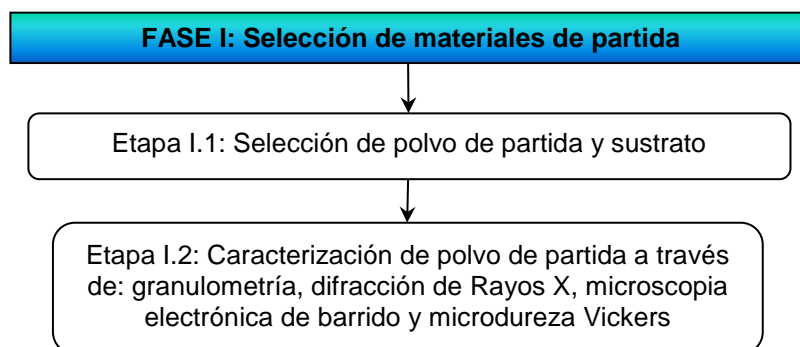 FASE I: Selección de materiales de partida
Etapa I.1: Selección de polvo de partida y sustrato
Etapa I.2: Caracterización de polvo de partida a través
de: granulometría, difracción de Rayos X, microscopia
electrónica de barrido y microdureza Vickers